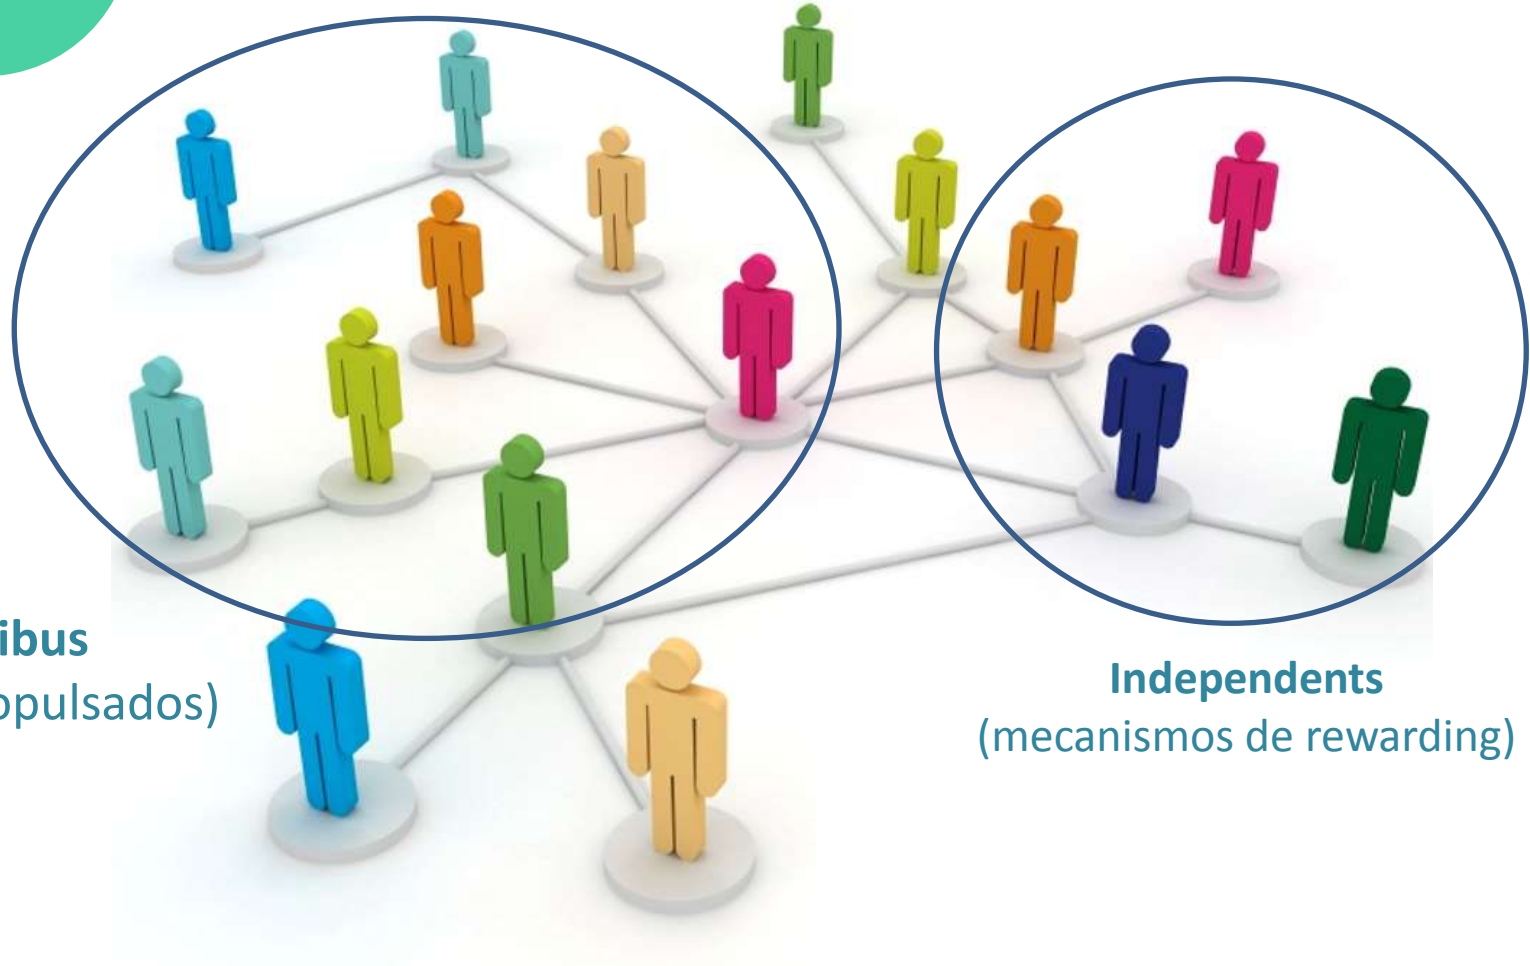 ibus
opulsados)
Independents
(mecanismos de rewarding)